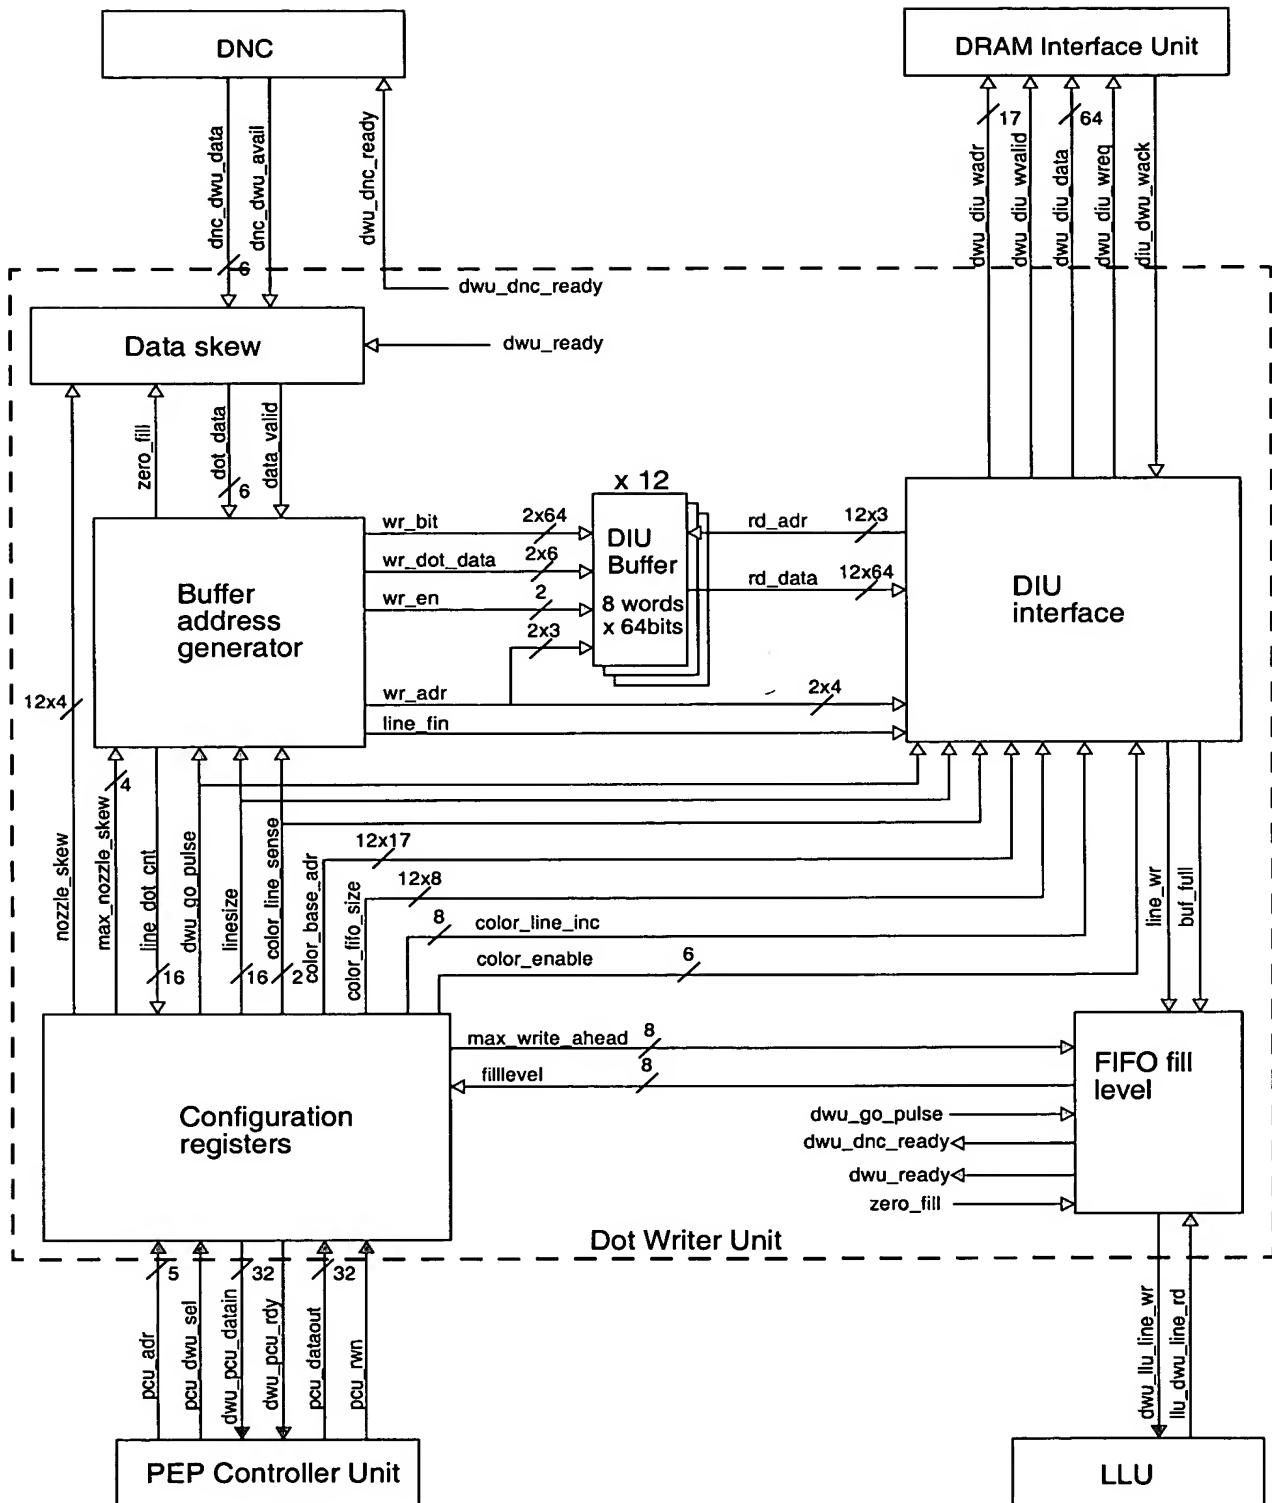 DNC
DRAM Interface Unit
dnc_dwu_data
dnc_dwu_avail
dwu_dnc_ready
6
17
64
dwu_diu_wadr
dwu_diu_wvalid
dwu_diu_data
dwu_diu_wreq
diu_dwu_wack
dwu_dnc_ready
Data skew
dwu_ready
zero_fill
dot_data
data_valid
6
x 12
Buffer
address
generator
wr_bit
2x64
wr_dot_data
2x6
wr_en
2
2x3
wr_adr
2x4
line_fin
DIU
Buffer
8 words
x 64bits
rd_adr
12x3
rd_data
12x64
DIU
interface
12x4
4
nozzle_skew
max_nozzle_skew
line_dot_cnt
16
dwu_go_pulse
linesize
16
color_line_sense
2
color_base_adr
12x17
color_fifo_size
12x8
8
color_line_inc
color_enable
6
line_wr
buf_full
Configuration
registers
max_write_ahead
8
filllevel
8
FIFO fill
level
dwu_go_pulse
dwu_dnc_ready
dwu_ready
zero_fill
Dot Writer Unit
5
32
32
pcu_adr
pcu_dwu_sel
dwu_pcu_datain
dwu_pcu_rdy
pcu_dataout
pcu_rwn
dwu_llu_line_wr
llu_dwu_line_rd
PEP Controller Unit
LLU